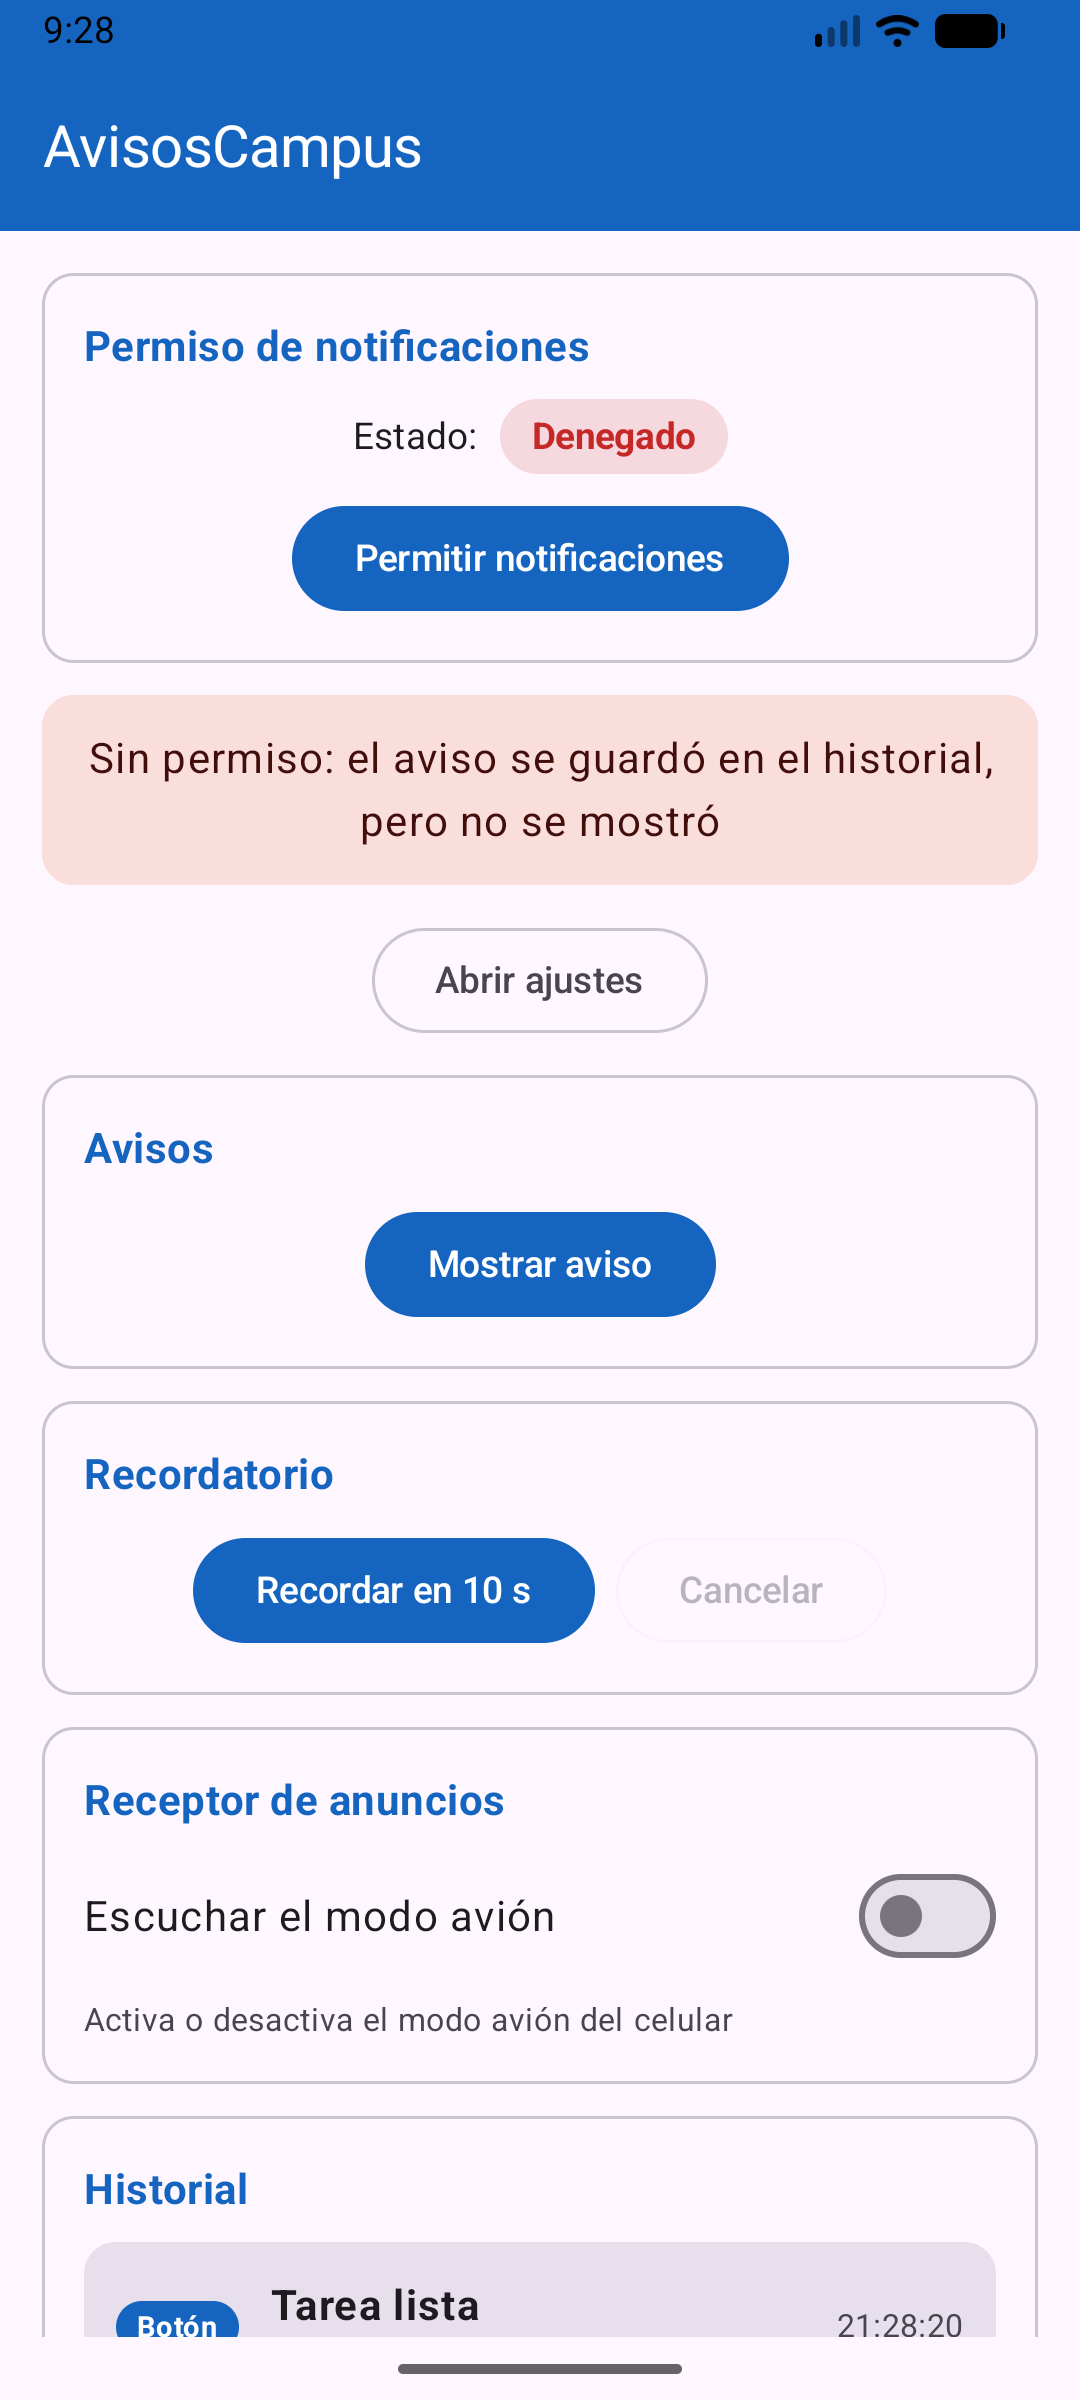 9:28
AvisosCampus
Permiso de notificaciones
Estado: Denegado
Permitir notificaciones
Sin permiso: el aviso se guardó en el historial,
pero no se mostró
Abrir ajustes
Avisos
Mostrar aviso
Recordatorio
Recordar en 10 s Cancelar
Receptor de anuncios
Escuchar el modo avión
Activa o desactiva el modo avión del celular
Historial
Tarea lista
Botón 21:28:20